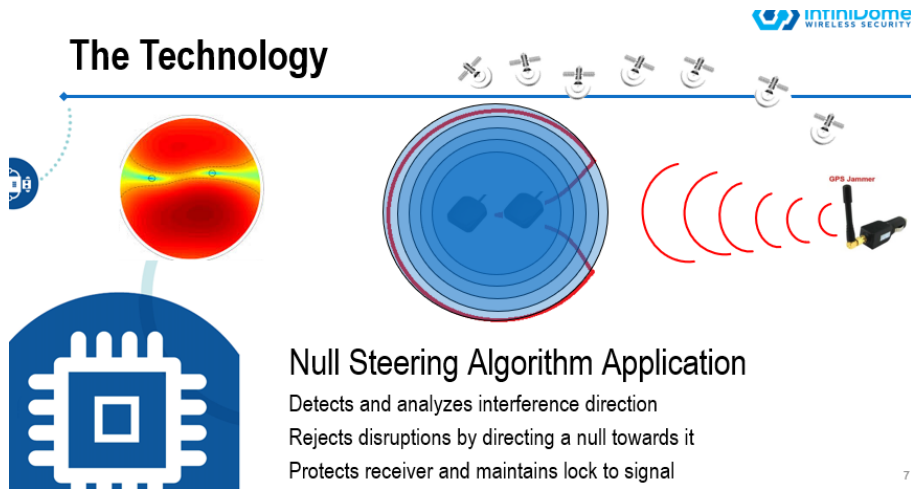 InfiniDome
WIRELESS SECURITY
The Technology
GPS Jammer
Null Steering Algorithm Application
Detects and analyzes interference direction
Rejects disruptions by directing a null towards it
Protects receiver and maintains lock to signal
7